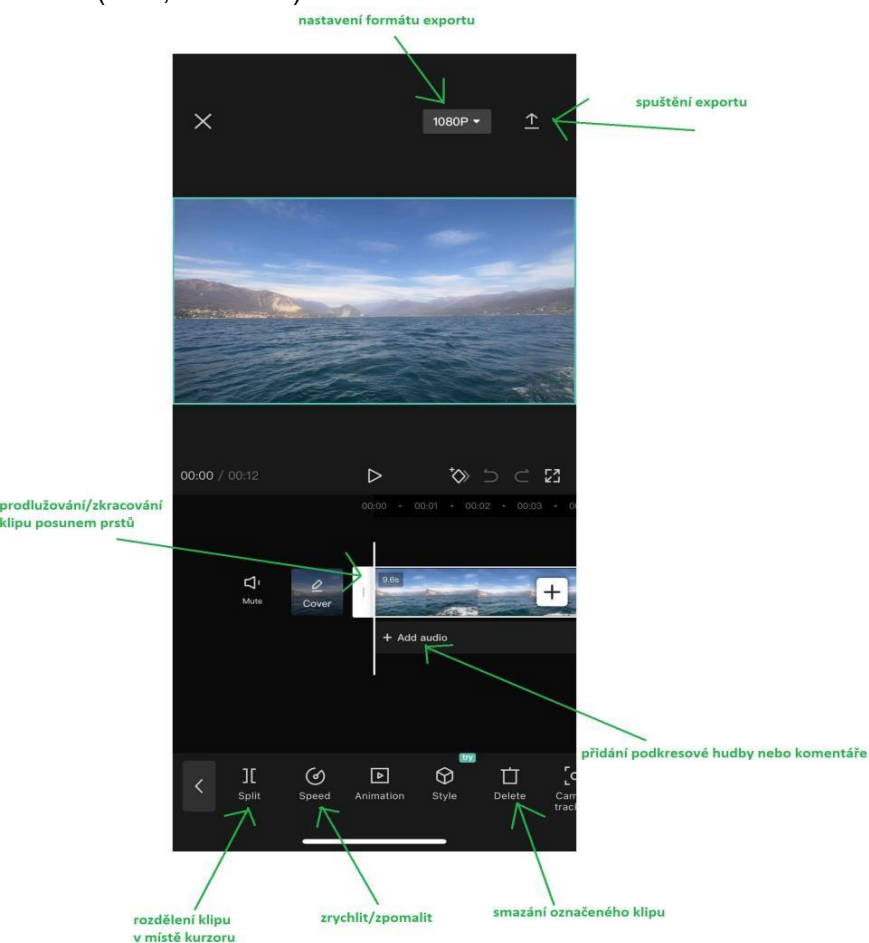 nastavení formátu exportu
spuštění exportu
1080P
00:00 / 00:12
prodlužování/zkracování
klipu posunem prstů
00:00 · 00:01 · 00:02 · 00:03 ·
9.6s
Mute
Cover
+ Add audio
přidání podkresové hudby nebo komentáře
try
Split Speed Animation Style Delete
rozdělení klipu
v místě kurzoru
zrychlit/zpomalit
smazání označeného klipu